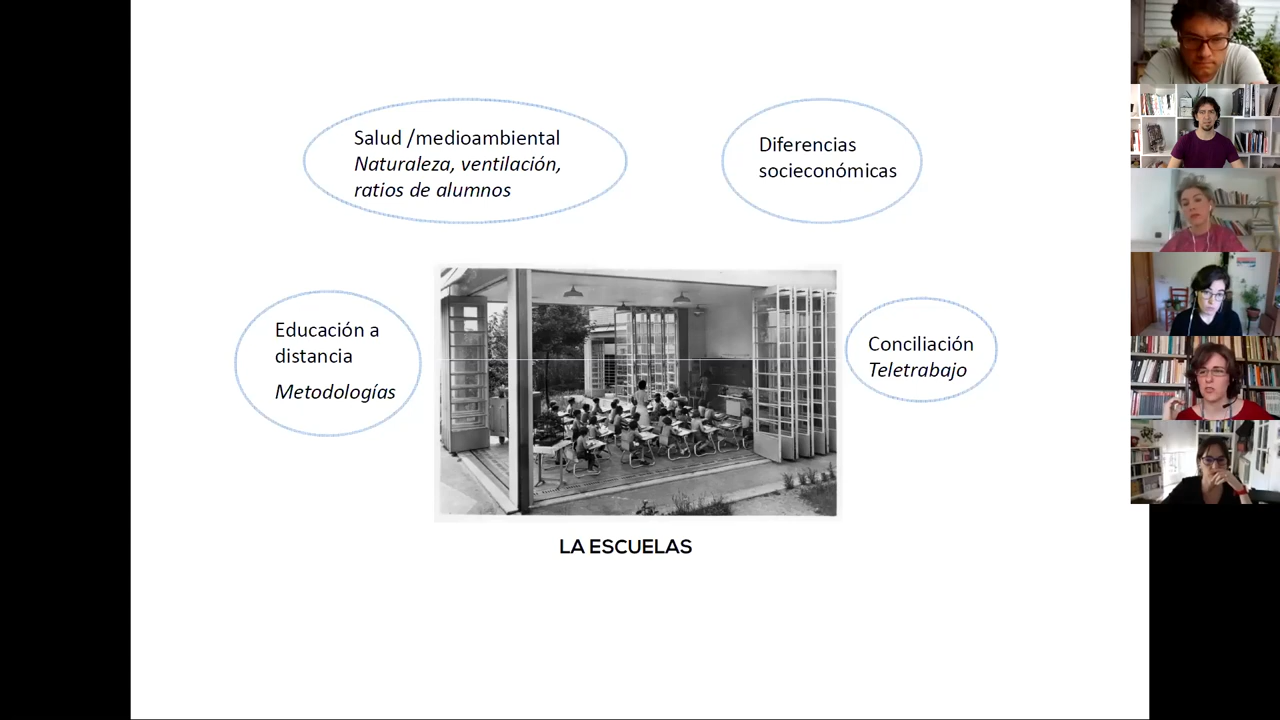 Salud /medioambiental
Naturaleza, ventilación,
ratios de alumnos
Diferencias
socieconómicas
Educación a
distancia
Metodologías
Conciliación
Teletrabajo
LA ESCUELAS